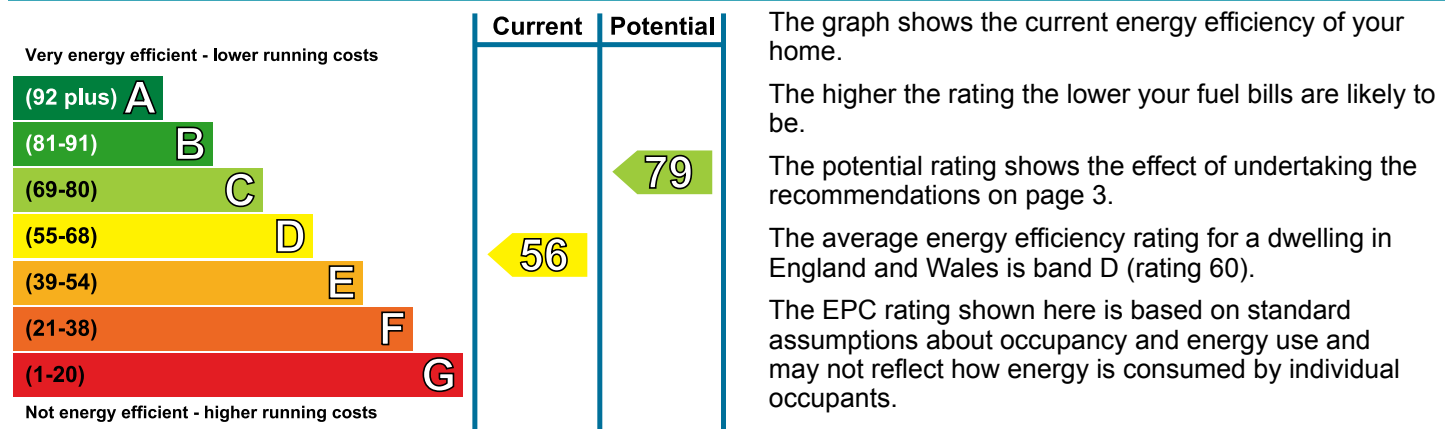 Current Potential
Very energy efficient - lower running costs
(92 plus) A
(81-91) B
(69-80) C
(55-68) D
(39-54) E
(21-38) F
(1-20) G
Not energy efficient - higher running costs
79
56
The graph shows the current energy efficiency of your
home.
The higher the rating the lower your fuel bills are likely to
be.
The potential rating shows the effect of undertaking the
recommendations on page 3.
The average energy efficiency rating for a dwelling in
England and Wales is band D (rating 60).
The EPC rating shown here is based on standard
assumptions about occupancy and energy use and
may not reflect how energy is consumed by individual
occupants.